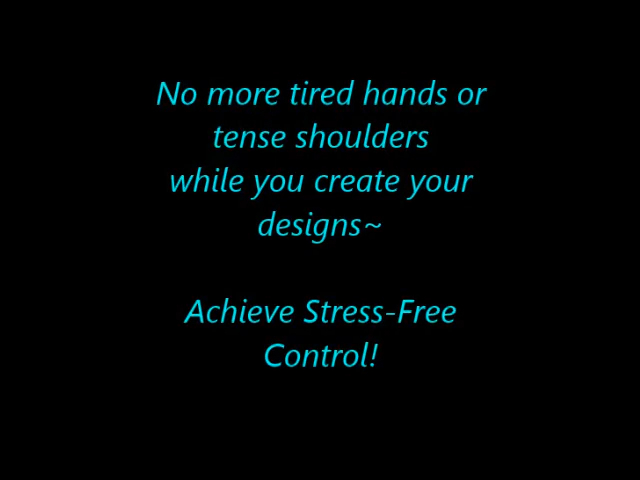 No more tired hands or
tense shoulders
while you create your
designs~
Achieve Stress-Free
Control!